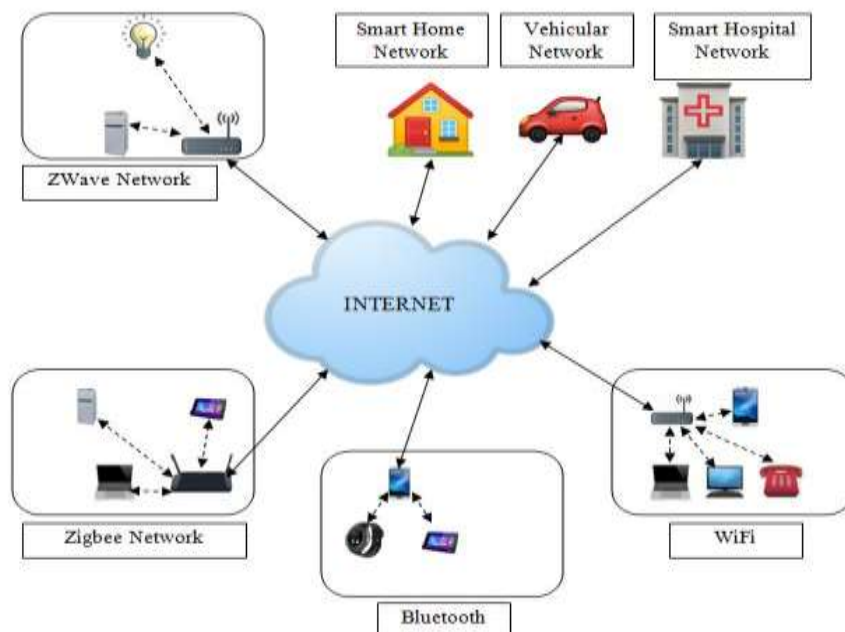 Smart Home
Network
Vehicular
Network
Smart Hospital
Network
ZWave Network
INTERNET
Zigbee Network
WiFi
Bluetooth